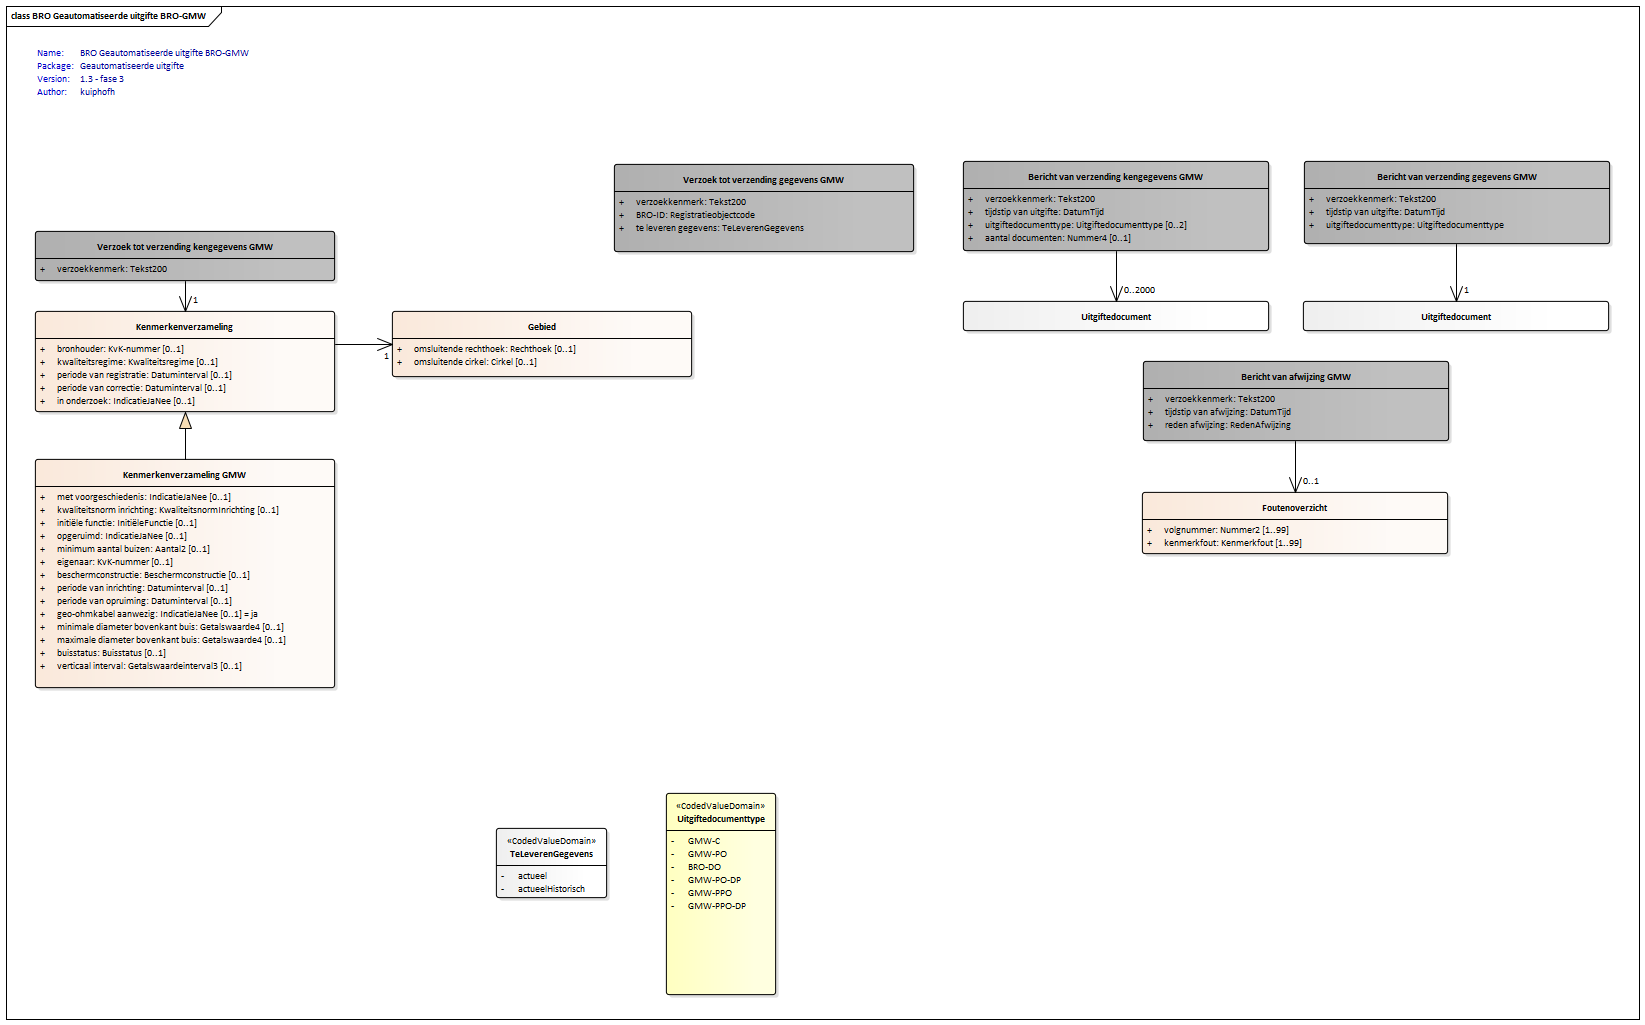 class BRO Geautomatiseerde uitgifte BRO-GMW
Name: BRO Geautomatiseerde uitgifte BRO-GMW
Package: Geautomatiseerde uitgifte
Version: 1.3 - fase 3
Author: kuiphofh
Verzoek tot verzending kengegevens GMW
+ verzoekkenmerk: Tekst200
1
Kenmerkenverzameling
+ bronhouder: KvK-nummer [0..1]
+ kwaliteitsregime: Kwaliteitsregime [0..1]
+ periode van registratie: Datuminterval [0..1]
+ periode van correctie: Datuminterval [0..1]
+ in onderzoek: IndicatieJaNee [0..1]
1
Gebied
+ omsluitende rechthoek: Rechthoek [0..1]
+ omsluitende cirkel: Cirkel [0..1]
Kenmerkenverzameling GMW
+ met voorgeschiedenis: IndicatieJaNee [0..1]
+ kwaliteitsnorm inrichting: KwaliteitsnormInrichting [0..1]
+ initiële functie: InitiëleFunctie [0..1]
+ opgeruimd: IndicatieJaNee [0..1]
+ minimum aantal buizen: Aantal2 [0..1]
+ eigenaar: KvK-nummer [0..1]
+ beschermconstructie: Beschermconstructie [0..1]
+ periode van inrichting: Datuminterval [0..1]
+ periode van opruiming: Datuminterval [0..1]
+ geo-ohmkabel aanwezig: IndicatieJaNee [0..1] = ja
+ minimale diameter bovenkant buis: Getalswaarde4 [0..1]
+ maximale diameter bovenkant buis: Getalswaarde4 [0..1]
+ buisstatus: Buisstatus [0..1]
+ verticaal interval: Getalswaardeinterval3 [0..1]
Verzoek tot verzending gegevens GMW
+ verzoekkenmerk: Tekst200
+ BRO-ID: Registratieobjectcode
+ te leveren gegevens: TeLeverenGegevens
Bericht van verzending kengegevens GMW
+ verzoekkenmerk: Tekst200
+ tijdstip van uitgifte: DatumTijd
+ uitgiftedocumenttype: Uitgiftedocumenttype [0..2]
+ aantal documenten: Nummer4 [0..1]
0..2000
Uitgiftedocument
Bericht van verzending gegevens GMW
+ verzoekkenmerk: Tekst200
+ tijdstip van uitgifte: DatumTijd
+ uitgiftedocumenttype: Uitgiftedocumenttype
1
Uitgiftedocument
Bericht van afwijzing GMW
+ verzoekkenmerk: Tekst200
+ tijdstip van afwijzing: DatumTijd
+ reden afwijzing: RedenAfwijzing
0..1
Foutenoverzicht
+ volgnummer: Nummer2 [1..99]
+ kenmerkfout: Kenmerkfout [1..99]
«CodedValueDomain»
TeLeverenGegevens
- actueel
- actueelHistorisch
«CodedValueDomain»
Uitgiftedocumenttype
- GMW-C
- GMW-PO
- BRO-DO
- GMW-PO-DP
- GMW-PPO
- GMW-PPO-DP